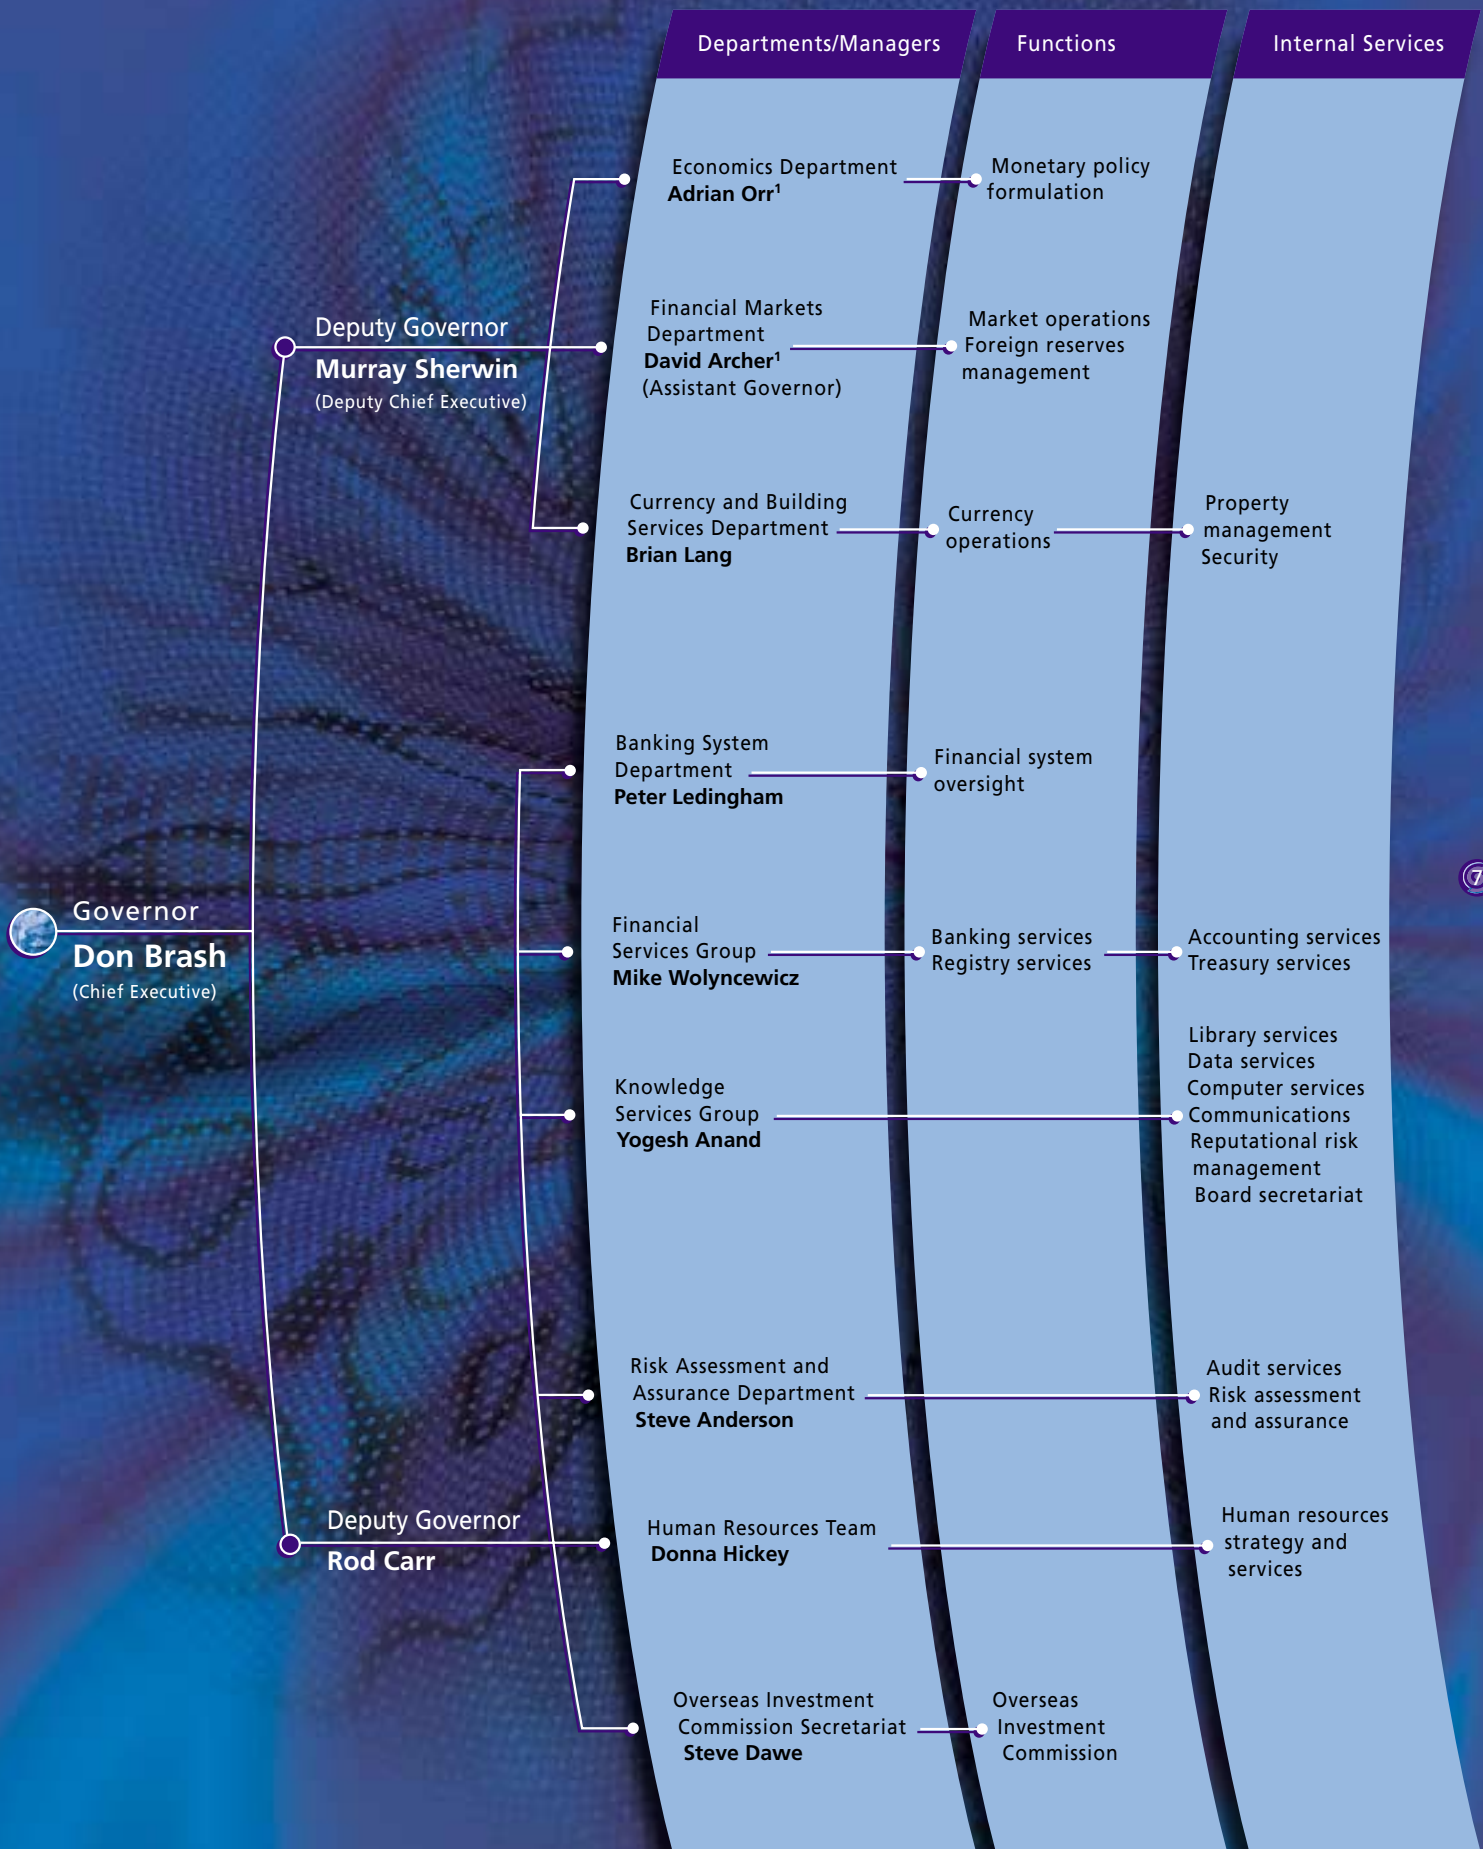 Departments/Managers
Functions
Internal Services
Economics Department
Adrian Orr¹
Monetary policy
formulation
Deputy Governor
Murray Sherwin
(Deputy Chief Executive)
Financial Markets
Department
David Archer¹
(Assistant Governor)
Market operations
Foreign reserves
management
Currency and Building
Services Department
Brian Lang
Currency
operations
Property
management
Security
Banking System
Department
Peter Ledingham
Financial system
oversight
7
Governor
Don Brash
(Chief Executive)
Financial
Services Group
Mike Wolyncewicz
Banking services
Registry services
Accounting services
Treasury services
Knowledge
Services Group
Yogesh Anand
Library services
Data services
Computer services
Communications
Reputational risk
management
Board secretariat
Risk Assessment and
Assurance Department
Steve Anderson
Audit services
Risk assessment
and assurance
Deputy Governor
Rod Carr
Human Resources Team
Donna Hickey
Human resources
strategy and
services
Overseas Investment
Commission Secretariat
Steve Dawe
Overseas
Investment
Commission